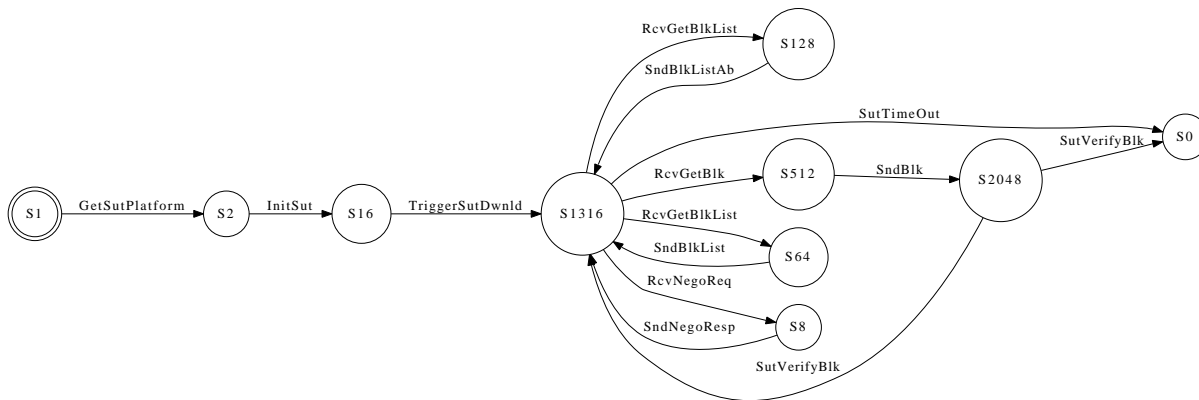 RcvGetBlkList
S128
SndBlkListAb
SutTimeOut
S0
SutVerifyBlk
RcvGetBlk
S512
SndBlk
S2048
S1
GetSutPlatform
S2
InitSut
S16
TriggerSutDwnld
S1316
RcvGetBlkList
SndBlkList
S64
RcvNegoReq
SndNegoResp
S8
SutVerifyBlk